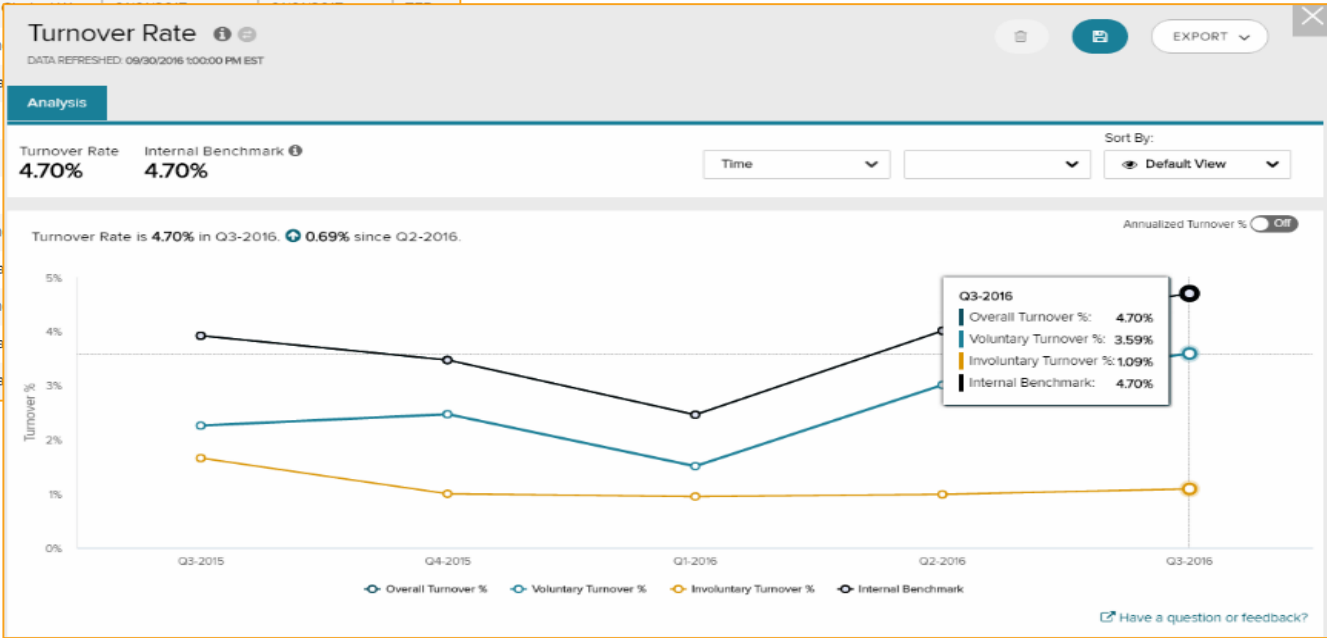 Turnover Rate
DATA REFRESHED: 09/30/2016 1:00:00 PM EST
EXPORT
Analysis
Turnover Rate
4.70%
Internal Benchmark
4.70%
Time
Sort By:
Default View
Annualized Turnover % Off
Turnover Rate is 4.70% in Q3-2016. 0.69% since Q2-2016.
5%
4%
3%
2%
1%
0%
Turnover %
Q3-2016
Overall Turnover %: 4.70%
Voluntary Turnover %: 3.59%
Involuntary Turnover %: 1.09%
Internal Benchmark: 4.70%
Q3-2015 Q4-2015 Q1-2016 Q2-2016 Q3-2016
Overall Turnover % Voluntary Turnover % Involuntary Turnover % Internal Benchmark
Have a question or feedback?